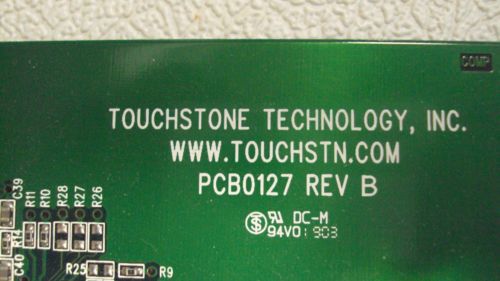 COMP
TOUCHSTONE TECHNOLOGY, INC.
WWW.TOUCHSTN.COM
PCB0127 REV B
DC-M
94V0: 903
C39
R11
R10
R28
R27
R26
R14
C40
R25
R9